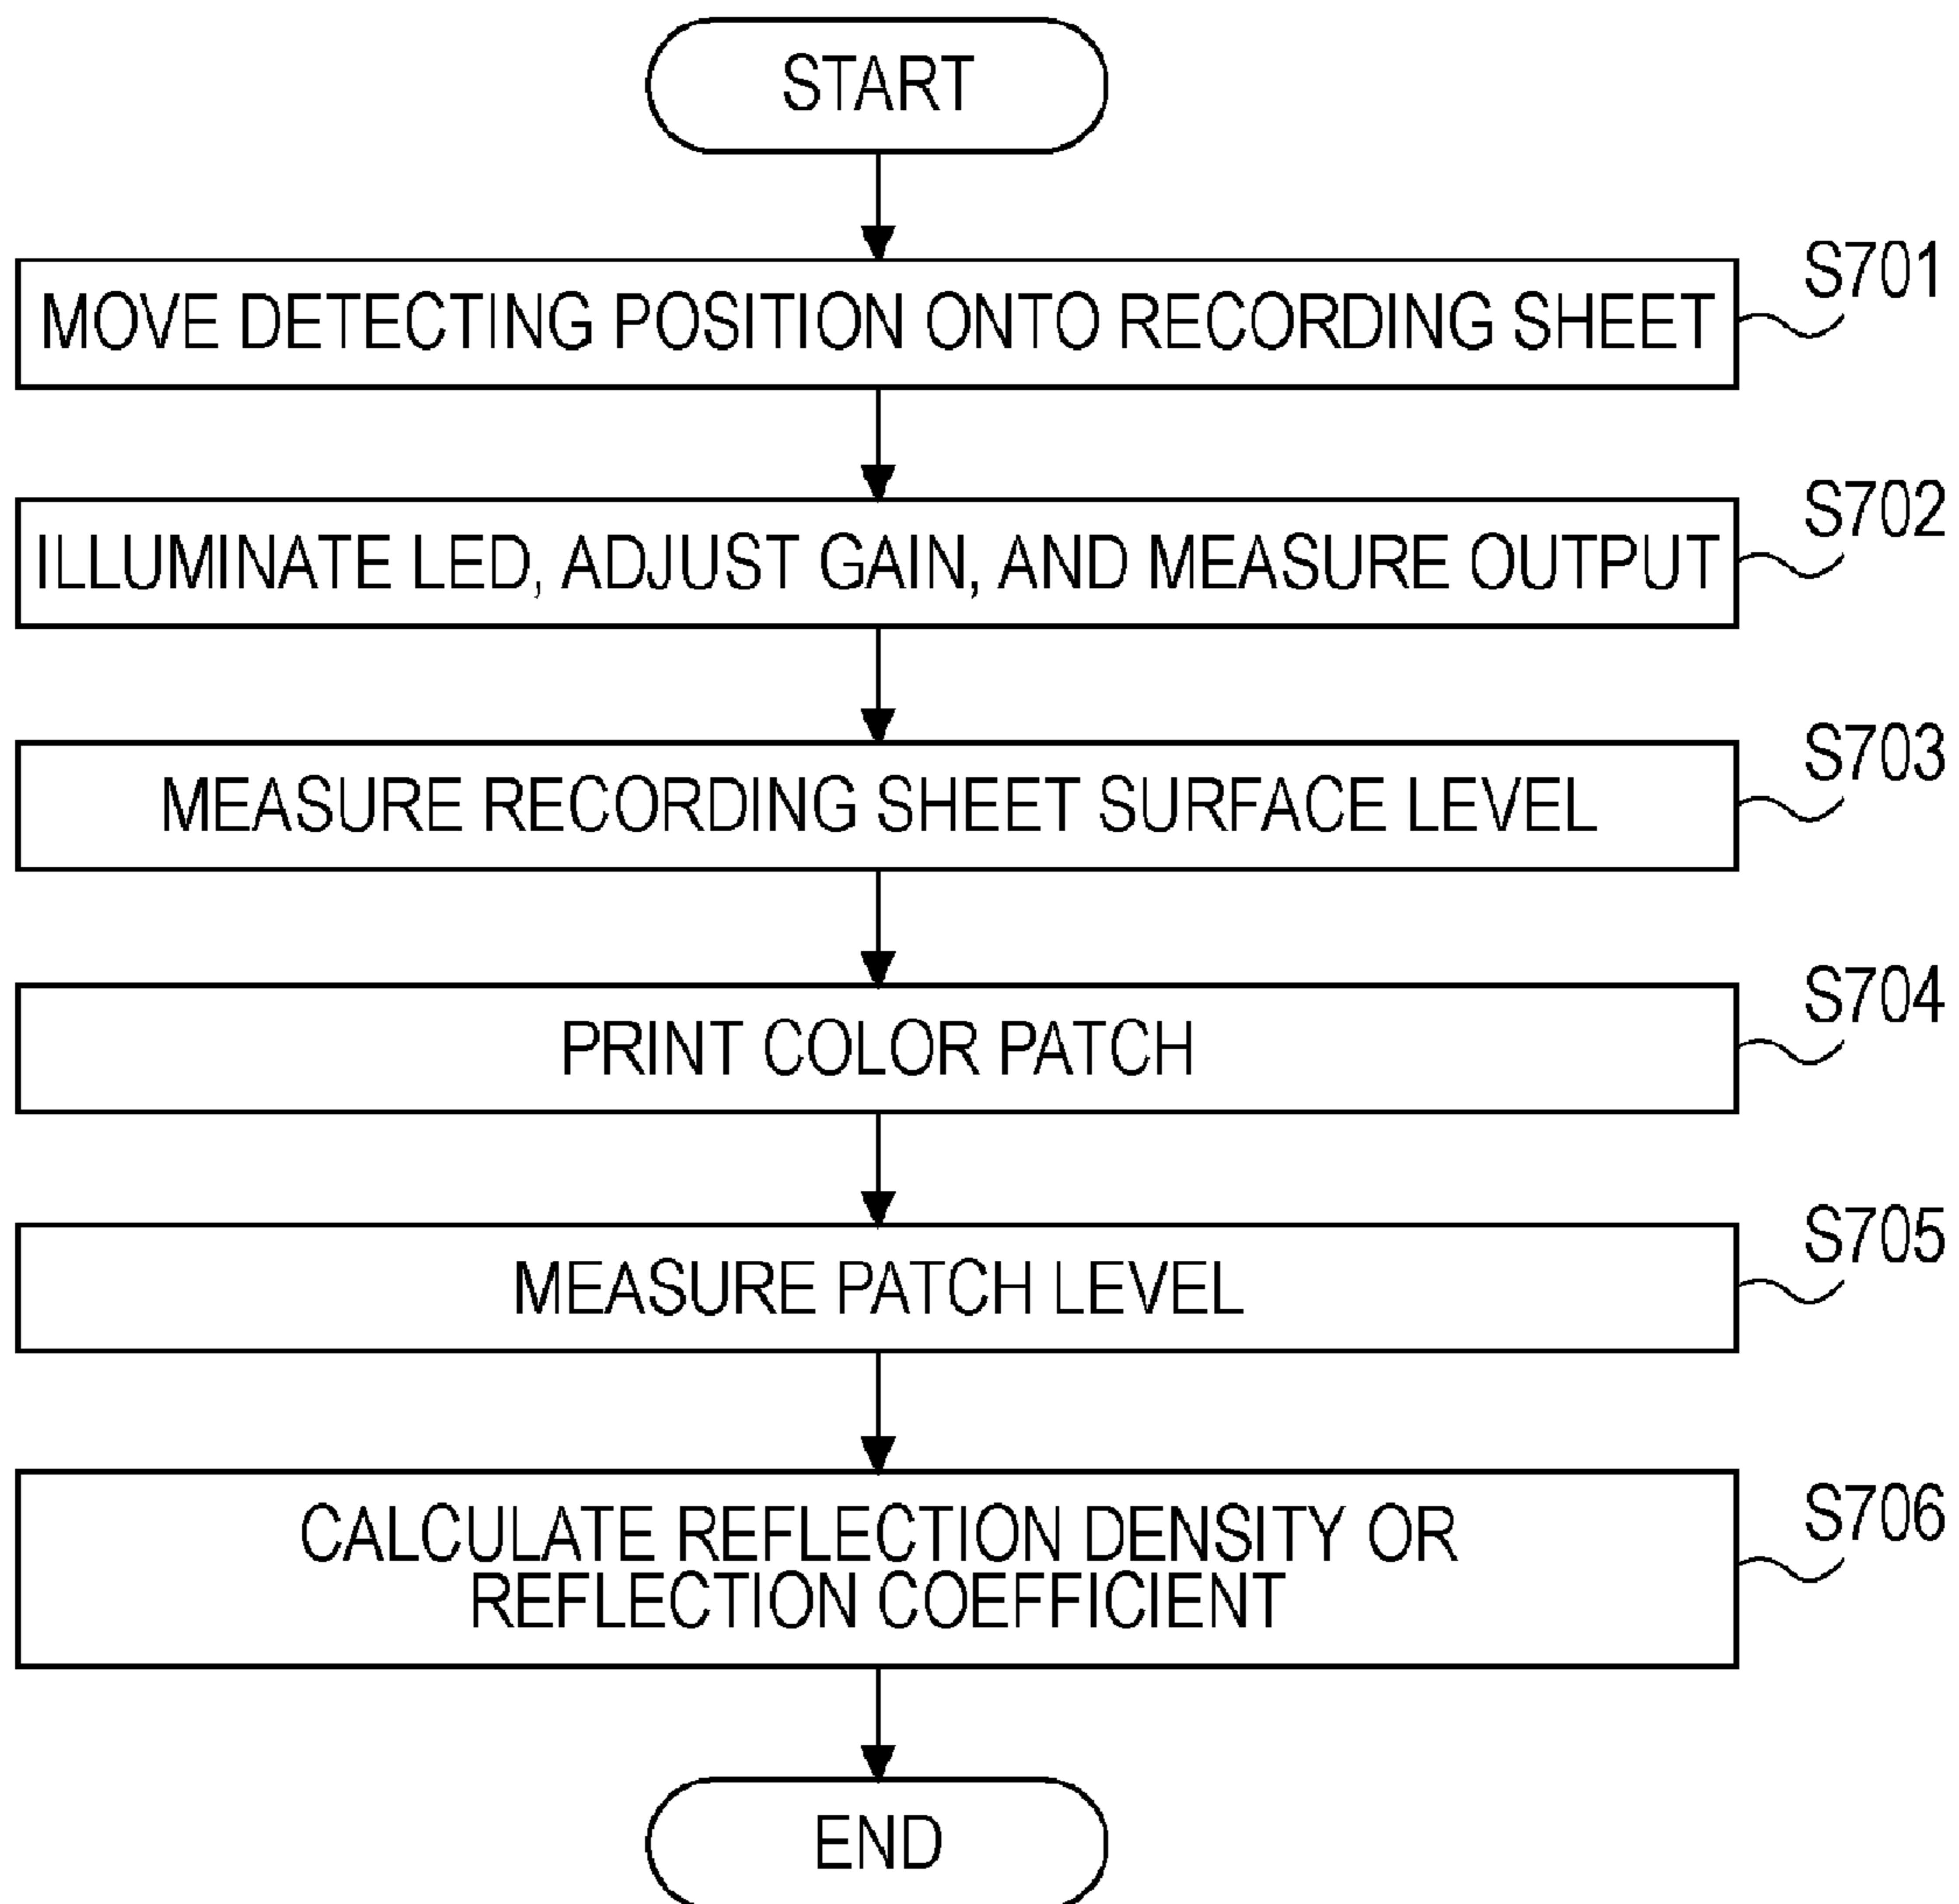 START
S701
MOVE DETECTING POSITION ONTO RECORDING SHEET
S702
ILLUMINATE LED, ADJUST GAIN, AND MEASURE OUTPUT
S703
MEASURE RECORDING SHEET SURFACE LEVEL
S704
PRINT COLOR PATCH
S705
MEASURE PATCH LEVEL
S706
CALCULATE REFLECTION DENSITY OR
REFLECTION COEFFICIENT
END